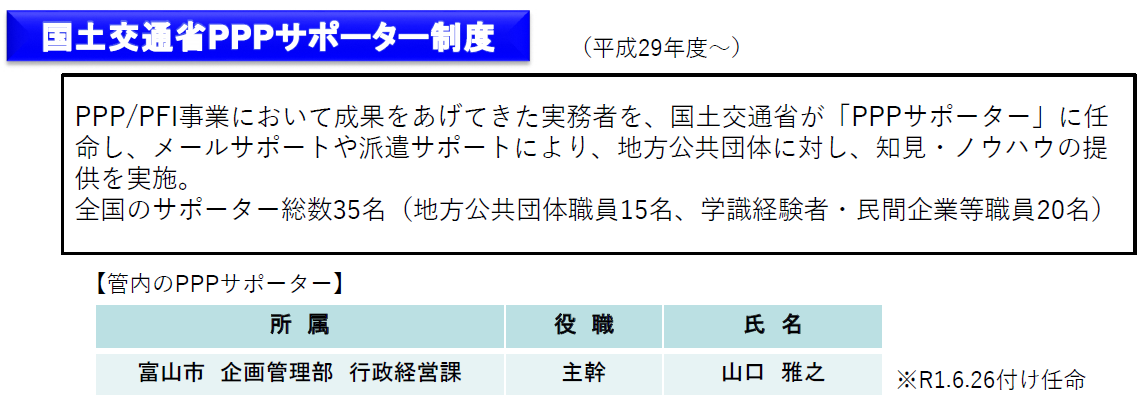 国土交通省PPPサポーター制度
（平成29年度～）
PPP/PFI事業において成果をあげてきた実務者を、国土交通省が「PPPサポーター」に任
命し、メールサポートや派遣サポートにより、地方公共団体に対し、知見・ノウハウの提
供を実施。
全国のサポーター総数35名（地方公共団体職員15名、学識経験者・民間企業等職員20名）
【管内のPPPサポーター】
所 属 役 職 氏 名
富山市 企画管理部 行政経営課 主幹 山口 雅之
※R1.6.26付け任命